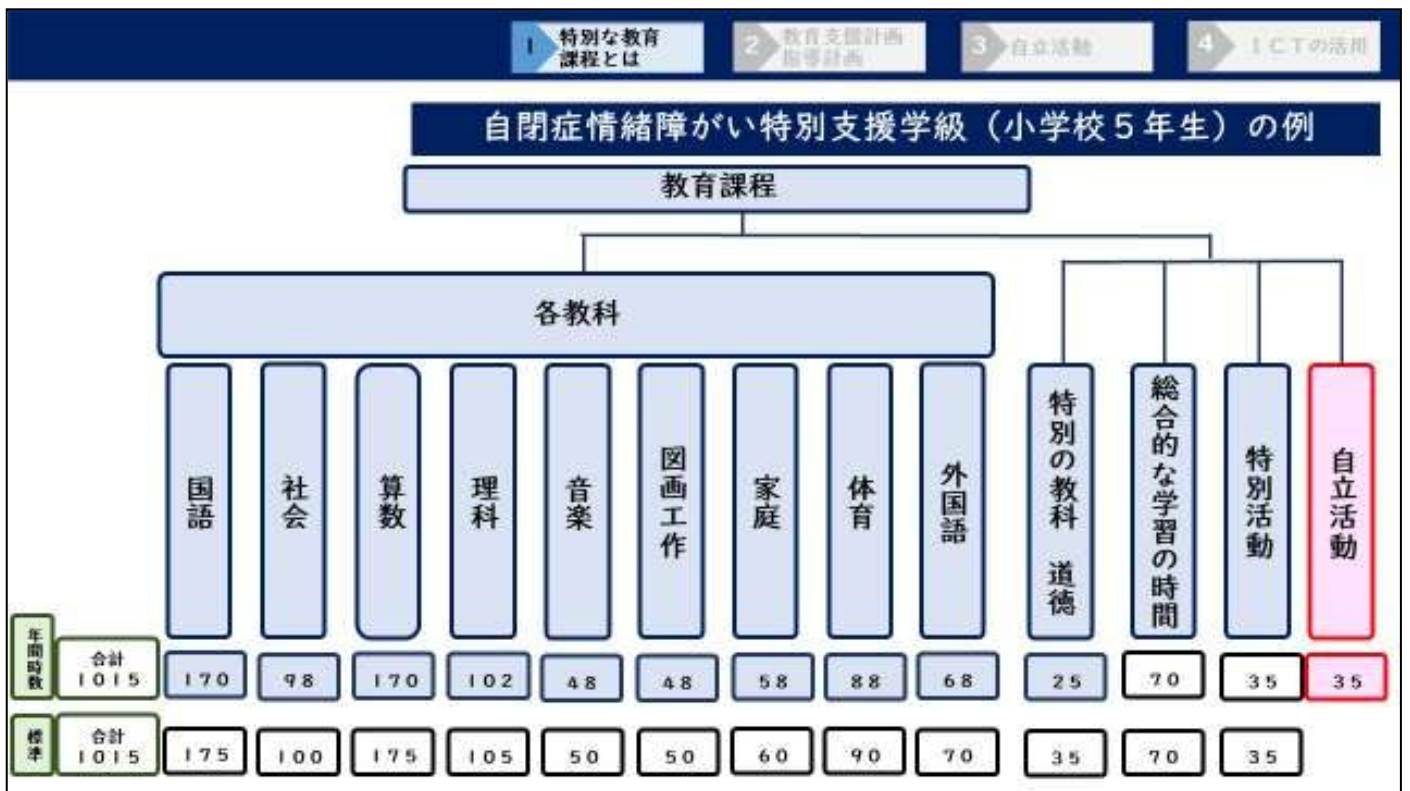 1 特別な教育
課程とは
2 教育支援計画
指導計画
3 自立活動
4 ICTの活用
自閉症情緒障がい特別支援学級（小学校５年生）の例
教育課程
各教科
国語
社会
算数
理科
音楽
図画工作
家庭
体育
外国語
特別の教科 道徳
総合的な学習の時間
特別活動
自立活動
年間時数
合計
1015
170 98 170 102 48 48 58 88 68 25 70 35 35
標準
合計
1015
175 100 175 105 50 50 60 90 70 35 70 35